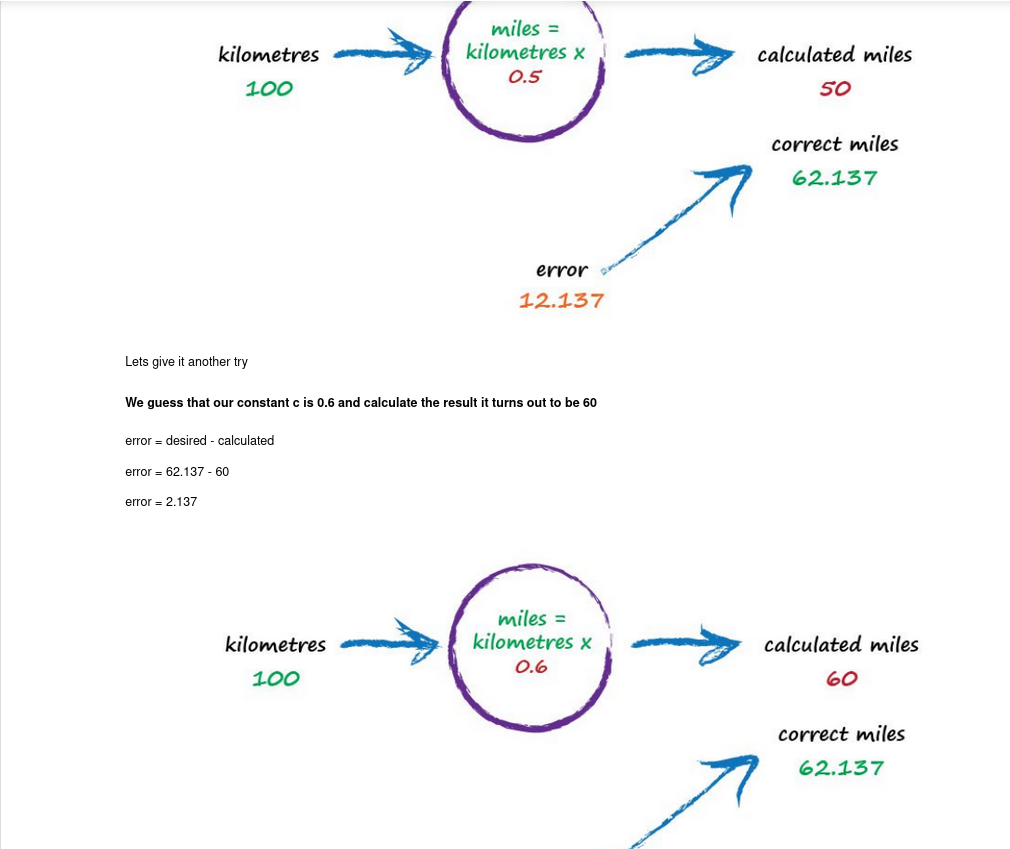 miles =
kilometres x
0.5
kilometres
100
calculated miles
50
correct miles
62.137
error
12.137
Lets give it another try
We guess that our constant c is 0.6 and calculate the result it turns out to be 60
error = desired - calculated
error = 62.137 - 60
error = 2.137
miles =
kilometres x
0.6
kilometres
100
calculated miles
60
correct miles
62.137